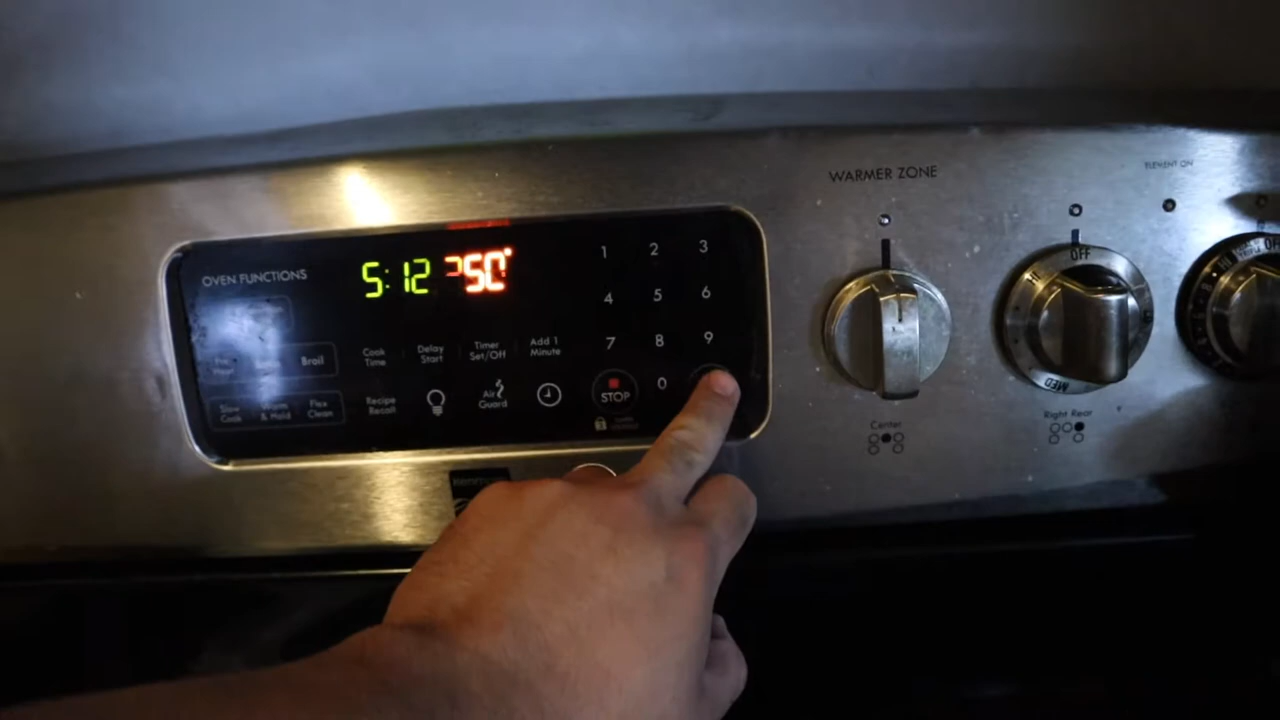 WARMER ZONE
ELEMENT ON
OVEN FUNCTIONS
5:12
50°
1 2 3
4 5 6
7 8 9
0
Broil
Cook Time
Delay Start
Timer Set/Off
Add 1 Minute
Slow Cook
Warm & Hold
Flex Clean
Recipe Recall
Air Guard
STOP
OFF
HI
MED
Center
Right Rear
Kenmore